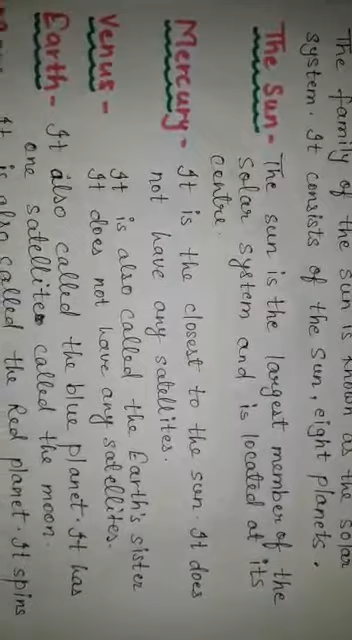 The family of the sun is known as the solar
system. It consists of the sun, eight planets.
The Sun - The sun is the largest member of the
solar system and is located at its
centre.
Mercury - It is the closest to the sun. It does
not have any satellites.
Venus - It is also called the Earth's sister
It does not have any satellites.
Earth - It also called the blue planet. It has
one satellite called the moon.
It is also called the Red planet. It spins